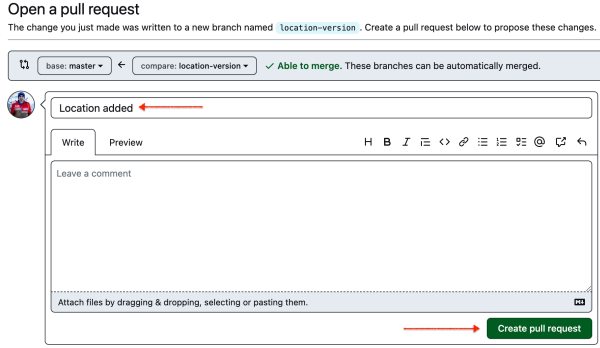 Open a pull request
The change you just made was written to a new branch named location-version . Create a pull request below to propose these changes.
base: master ← compare: location-version ✓ Able to merge. These branches can be automatically merged.
Location added
Write Preview H B I <> @
Leave a comment
Attach files by dragging & dropping, selecting or pasting them.
Create pull request